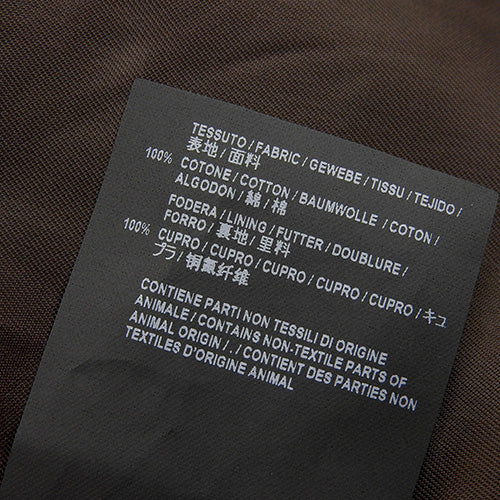 TESSUTO / FABRIC / GEWEBE / TISSU / TEJIDO /
表地 / 面料
100% COTONE / COTTON / BAUMWOLLE / COTON /
ALGODON / 綿 / 棉
FODERA / LINING / FUTTER / DOUBLURE /
FORRO / 裏地 / 里料
100% CUPRO / CUPRO / CUPRO / CUPRO / CUPRO / キュ
プラ / 铜氨纤维
CONTIENE PARTI NON TESSILI DI ORIGINE
ANIMALE / CONTAINS NON-TEXTILE PARTS OF
ANIMAL ORIGIN / . / CONTIENT DES PARTIES NON
TEXTILES D'ORIGINE ANIMAL